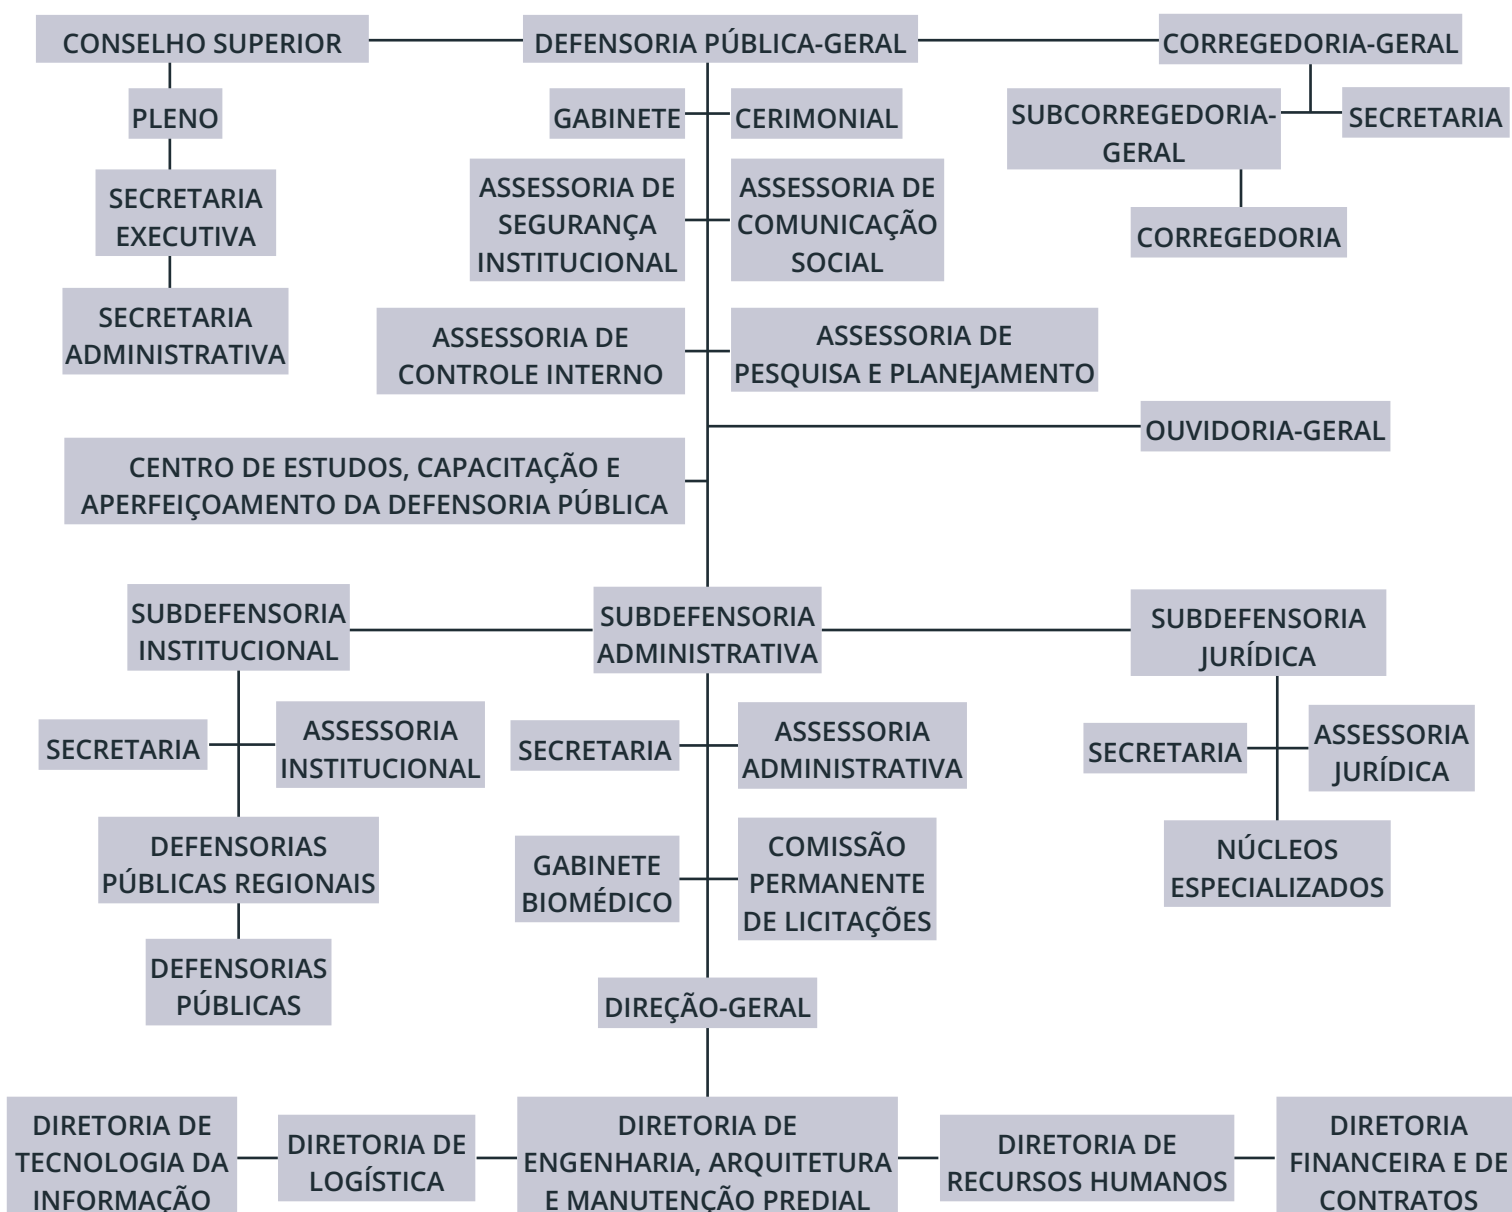 CONSELHO SUPERIOR
DEFENSORIA PÚBLICA-GERAL
CORREGEDORIA-GERAL
PLENO
GABINETE
CERIMONIAL
SUBCORREGEDORIA-
GERAL
SECRETARIA
SECRETARIA
EXECUTIVA
ASSESSORIA DE
SEGURANÇA
INSTITUCIONAL
ASSESSORIA DE
COMUNICAÇÃO
SOCIAL
CORREGEDORIA
SECRETARIA
ADMINISTRATIVA
ASSESSORIA DE
CONTROLE INTERNO
ASSESSORIA DE
PESQUISA E PLANEJAMENTO
OUVIDORIA-GERAL
CENTRO DE ESTUDOS, CAPACITAÇÃO E
APERFEIÇOAMENTO DA DEFENSORIA PÚBLICA
SUBDEFENSORIA
INSTITUCIONAL
SUBDEFENSORIA
ADMINISTRATIVA
SUBDEFENSORIA
JURÍDICA
SECRETARIA
ASSESSORIA
INSTITUCIONAL
SECRETARIA
ASSESSORIA
ADMINISTRATIVA
SECRETARIA
ASSESSORIA
JURÍDICA
DEFENSORIAS
PÚBLICAS REGIONAIS
GABINETE
BIOMÉDICO
COMISSÃO
PERMANENTE
DE LICITAÇÕES
NÚCLEOS
ESPECIALIZADOS
DEFENSORIAS
PÚBLICAS
DIREÇÃO-GERAL
DIRETORIA DE
TECNOLOGIA DA
INFORMAÇÃO
DIRETORIA DE
LOGÍSTICA
DIRETORIA DE
ENGENHARIA, ARQUITETURA
E MANUTENÇÃO PREDIAL
DIRETORIA DE
RECURSOS HUMANOS
DIRETORIA
FINANCEIRA E DE
CONTRATOS